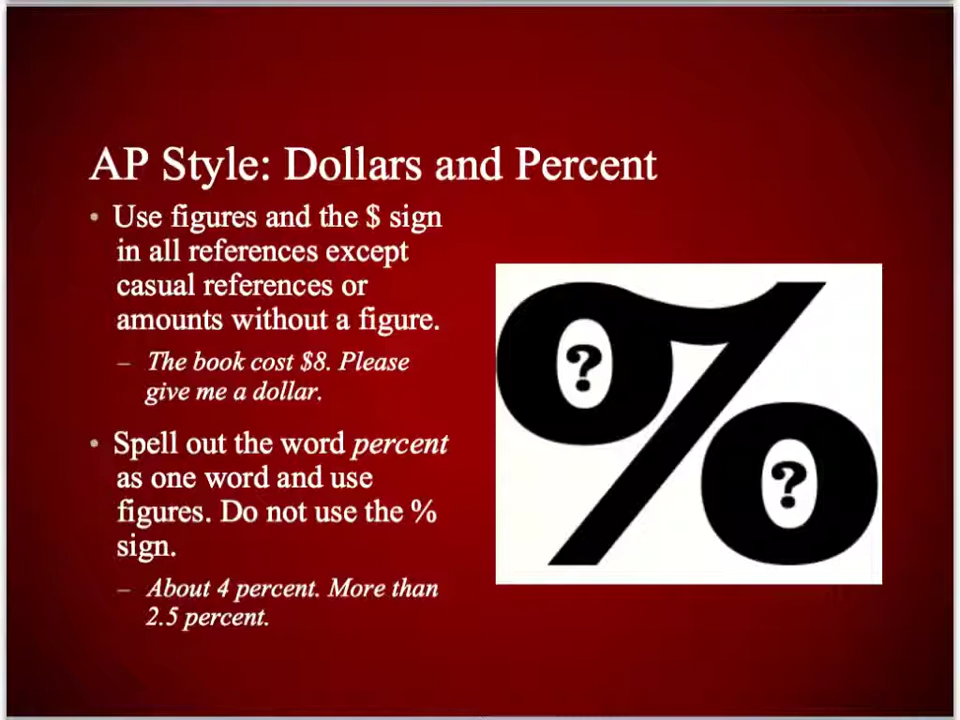 AP Style: Dollars and Percent
• Use figures and the $ sign
in all references except
casual references or
amounts without a figure.
– The book cost $8. Please
give me a dollar.
• Spell out the word percent
as one word and use
figures. Do not use the %
sign.
– About 4 percent. More than
2.5 percent.
%
?
?